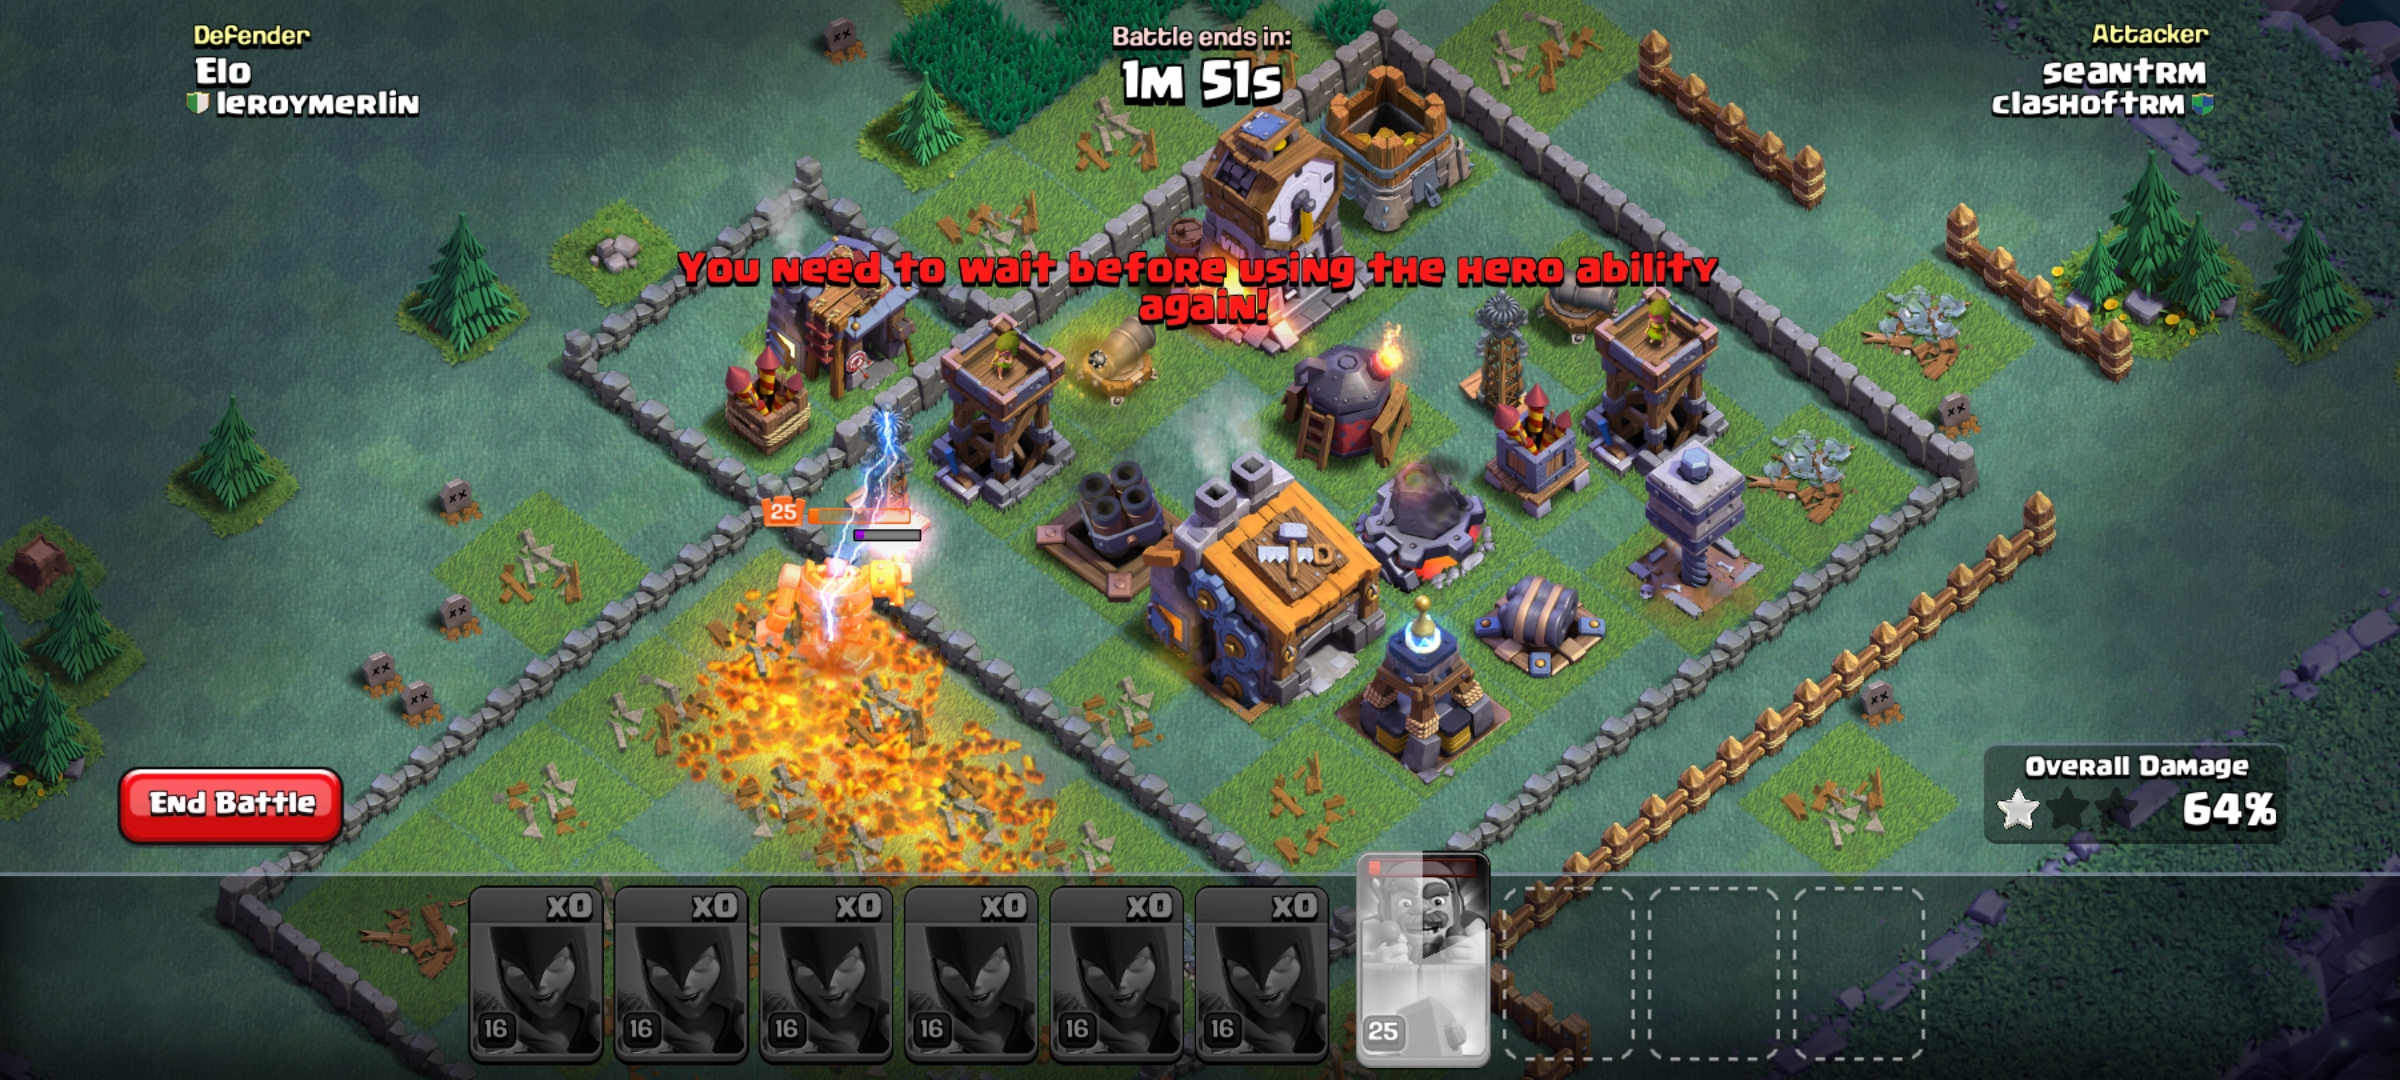 Defender
Elo
leroymerlin
Battle ends in:
1M 51s
Attacker
seantrm
clashoftrm
You need to wait before using the Hero ability
again!
25
End Battle
Overall Damage
64%
x0
x0
x0
x0
x0
x0
16
16
16
16
16
16
25